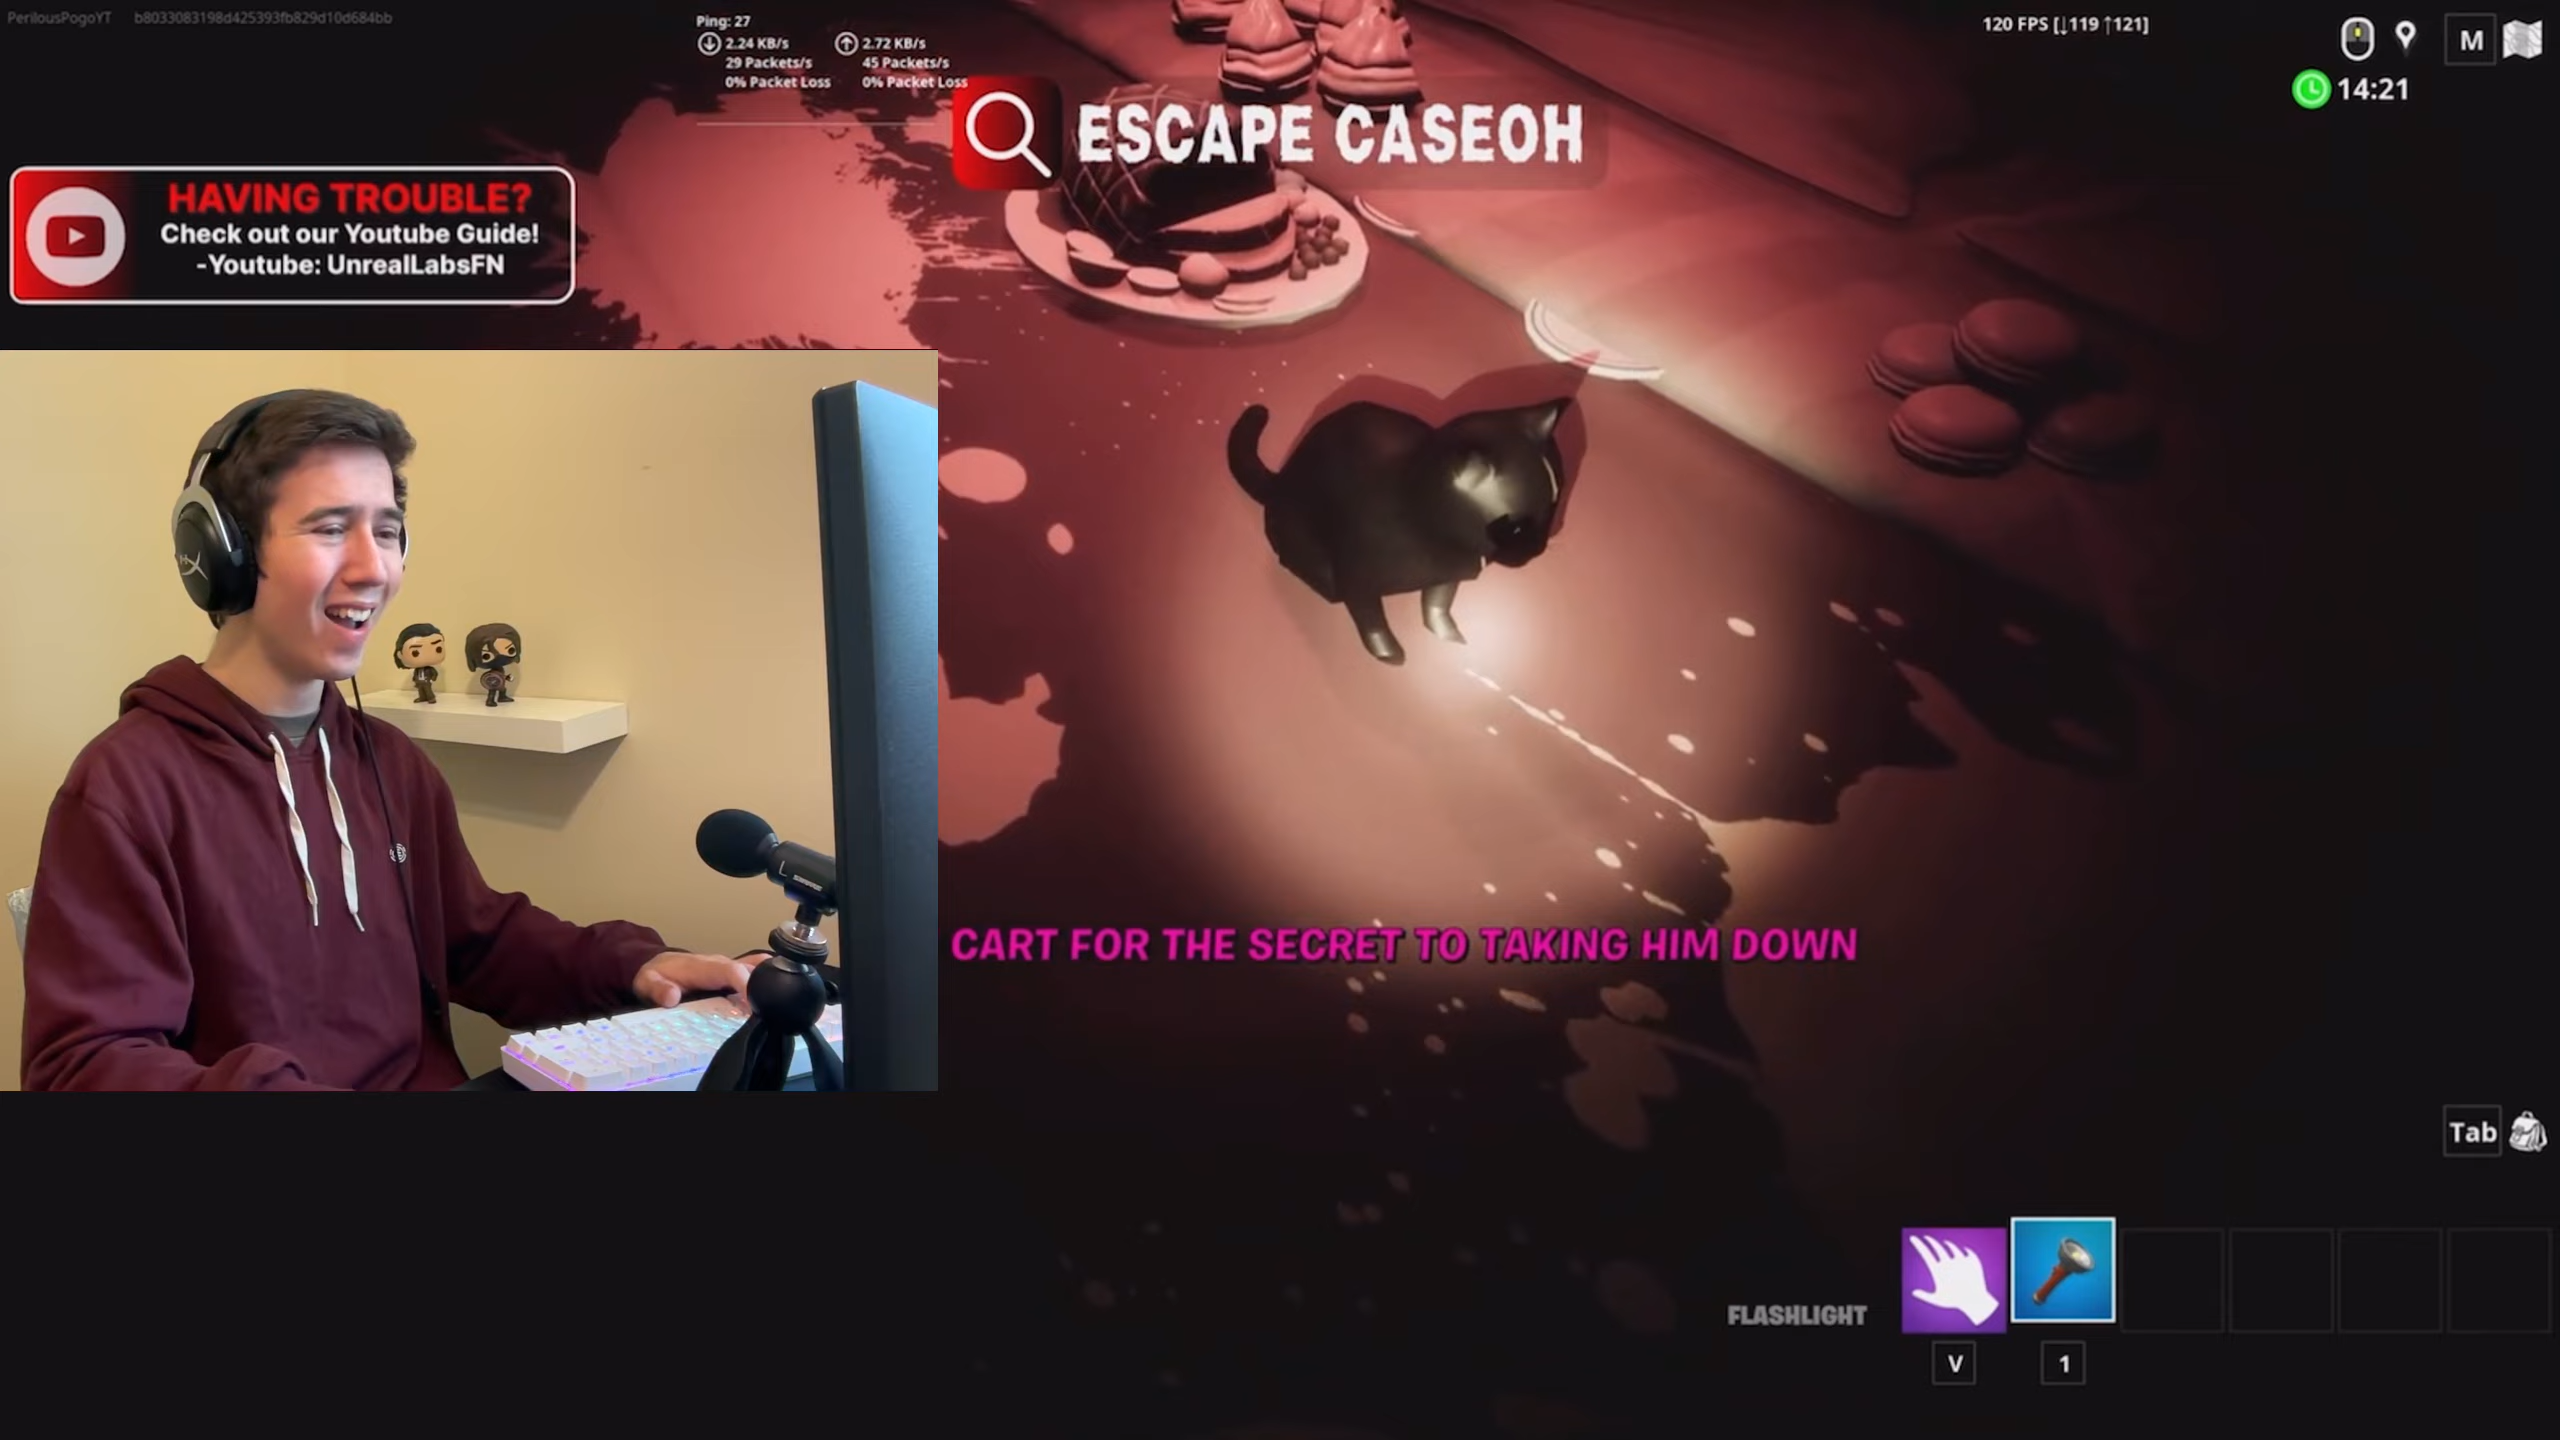 PerilousPogoYT b8033083198d425393fb829d10d684bb
Ping: 27
2.24 KB/s 2.72 KB/s
29 Packets/s 45 Packets/s
0% Packet Loss 0% Packet Loss
120 FPS [↓119 ↑121]
M
14:21
ESCAPE CASEOH
HAVING TROUBLE?
Check out our Youtube Guide!
-Youtube: UnrealLabsFN
CART FOR THE SECRET TO TAKING HIM DOWN
Tab
FLASHLIGHT
V 1